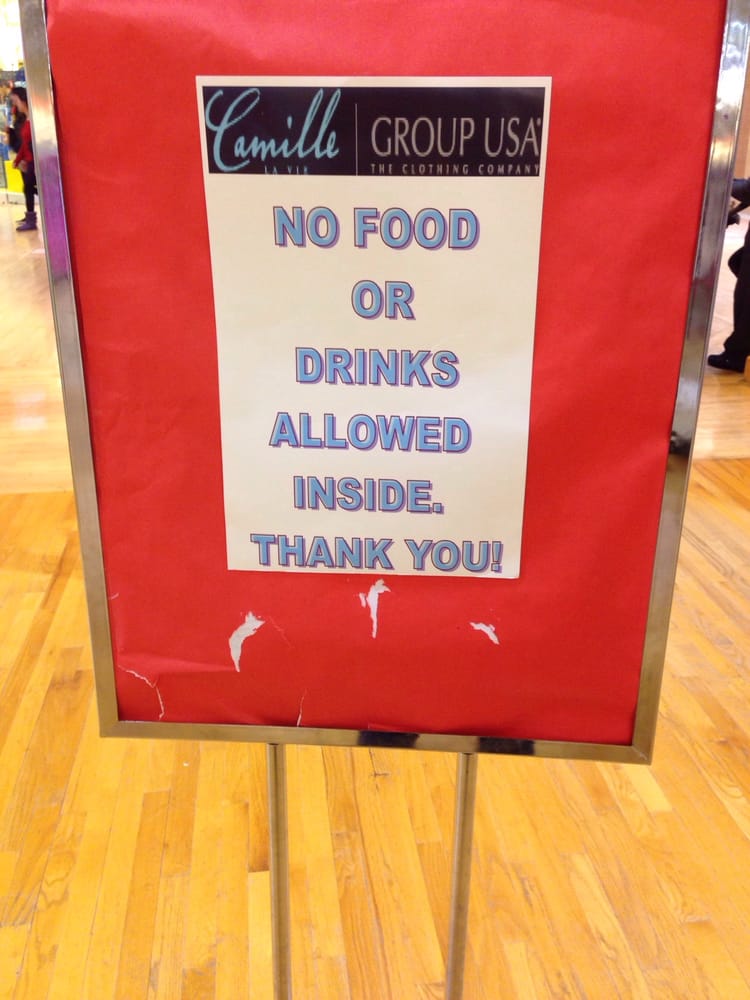 Camille GROUP USA
LA VIE THE CLOTHING COMPANY
NO FOOD
OR
DRINKS
ALLOWED
INSIDE.
THANK YOU!